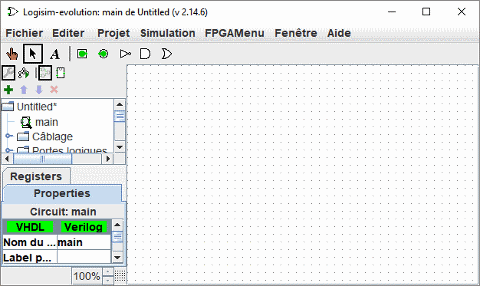 Logisim-evolution: main de Untitled (v 2.14.6)
Fichier Editer Projet Simulation FPGAMenu Fenêtre Aide
A
Untitled*
main
Câblage
Portes logiques
Registers
Properties
Circuit: main
VHDL Verilog
Nom du ... main
Label p...
100%